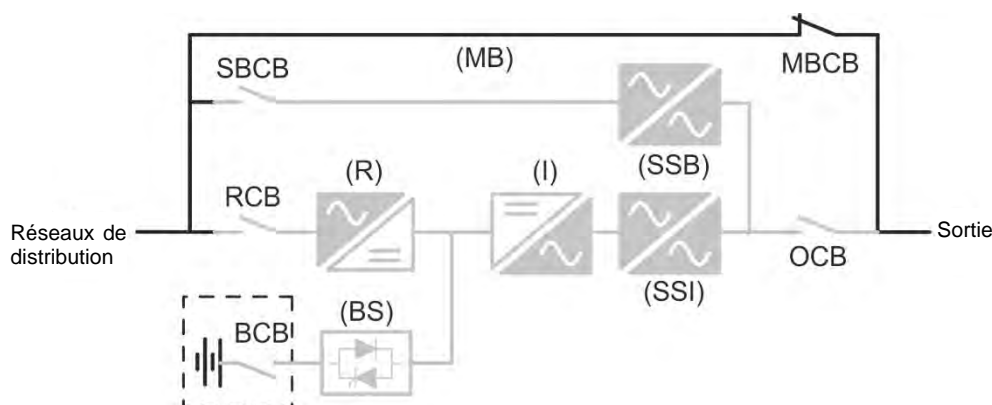 (MB)
MBCB
SBCB
(SSB)
(R)
(I)
RCB
Réseaux de
distribution
Sortie
OCB
(SSI)
(BS)
BCB